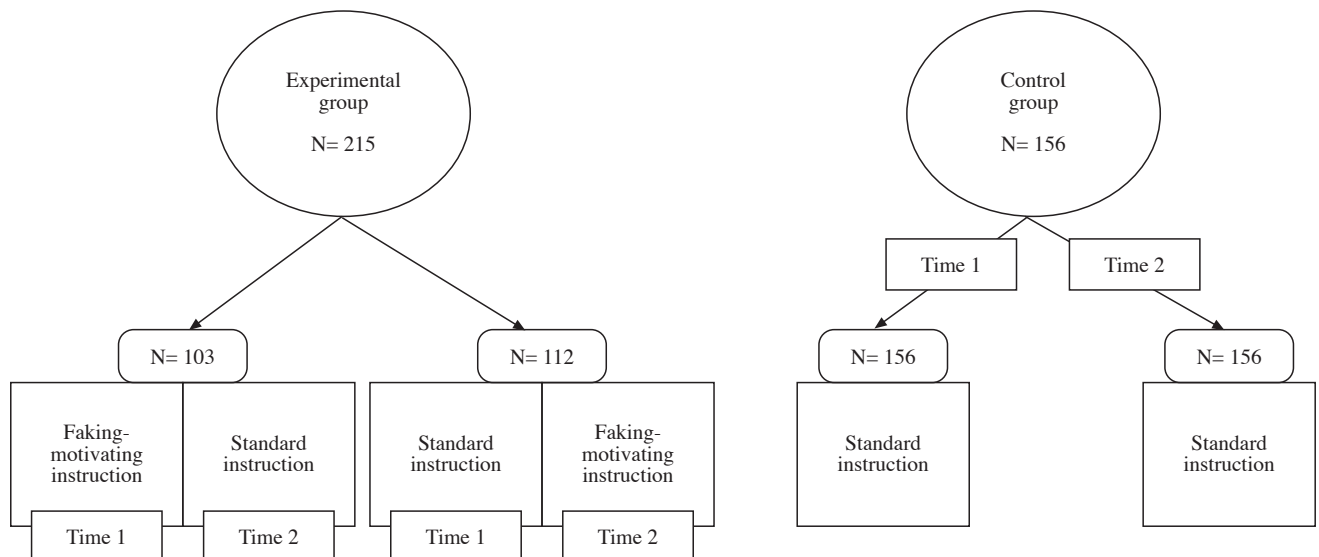 Experimental
group
N= 215
Control
group
N= 156
Time 1
Time 2
N= 103
N= 112
N= 156
N= 156
Faking-
motivating
instruction
Standard
instruction
Standard
instruction
Faking-
motivating
instruction
Standard
instruction
Standard
instruction
Time 1
Time 2
Time 1
Time 2